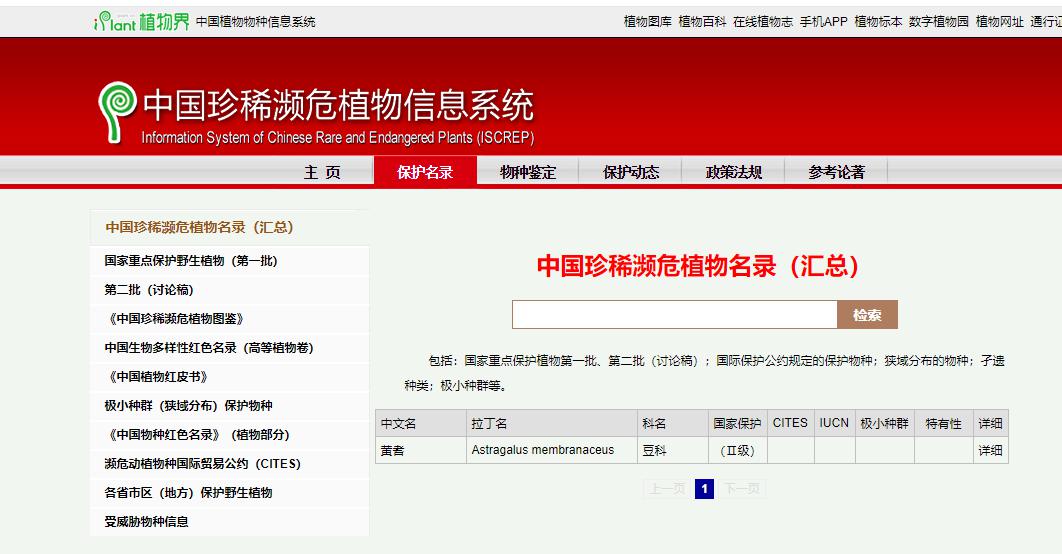 iPlant 植物界 中国植物物种信息系统 植物图库 植物百科 在线植物志 手机APP 植物标本 数字植物园 植物网址 通行证
中国珍稀濒危植物信息系统
Information System of Chinese Rare and Endangered Plants (ISCREP)
主 页 保护名录 物种鉴定 保护动态 政策法规 参考论著
中国珍稀濒危植物名录（汇总）
国家重点保护野生植物（第一批）
第二批（讨论稿）
《中国珍稀濒危植物图鉴》
中国生物多样性红色名录（高等植物卷）
《中国植物红皮书》
极小种群（狭域分布）保护物种
《中国物种红色名录》（植物部分）
濒危动植物种国际贸易公约（CITES）
各省市区（地方）保护野生植物
受威胁物种信息
中国珍稀濒危植物名录（汇总）
检索
包括：国家重点保护植物第一批、第二批（讨论稿）；国际保护公约规定的保护物种；狭域分布的物种；孑遗
种类；极小种群等。
中文名 拉丁名 科名 国家保护 CITES IUCN 极小种群 特有性 详细
黄耆 Astragalus membranaceus 豆科 （II级） 详细
上一页 1 下一页